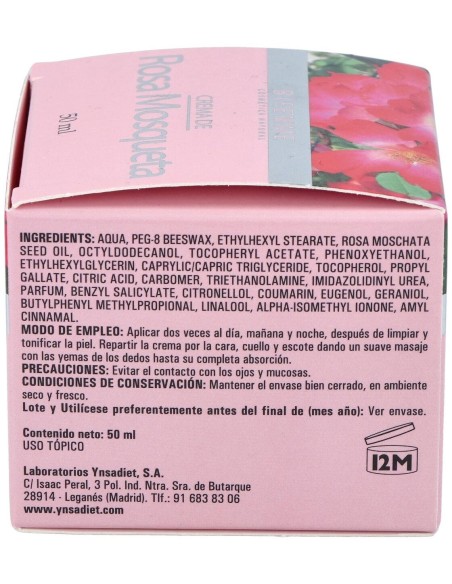 50 ml
CREMA DE
Rosa Mosqueta
INGREDIENTS: AQUA, PEG-8 BEESWAX, ETHYLHEXYL STEARATE, ROSA MOSCHATA
SEED OIL, OCTYLDODECANOL, TOCOPHERYL ACETATE, PHENOXYETHANOL,
ETHYLHEXYLGLYCERIN, CAPRYLIC/CAPRIC TRIGLYCERIDE, TOCOPHEROL, PROPYL
GALLATE, CITRIC ACID, CARBOMER, TRIETHANOLAMINE, IMIDAZOLIDINYL UREA,
PARFUM, BENZYL SALICYLATE, CITRONELLOL, COUMARIN, EUGENOL, GERANIOL,
BUTYLPHENYL METHYLPROPIONAL, LINALOOL, ALPHA-ISOMETHYL IONONE, AMYL
CINNAMAL.
MODO DE EMPLEO: Aplicar dos veces al día, mañana y noche, después de limpiar y
tonificar la piel. Repartir la crema por la cara, cuello y escote dando un suave masaje
con las yemas de los dedos hasta su completa absorción.
PRECAUCIONES: Evitar el contacto con los ojos y mucosas.
CONDICIONES DE CONSERVACIÓN: Mantener el envase bien cerrado, en ambiente
seco y fresco.
Lote y Utilícese preferentemente antes del final de (mes año): Ver envase.
Contenido neto: 50 ml
USO TÓPICO
12M
Laboratorios Ynsadiet, S.A.
C/ Isaac Peral, 3 Pol. Ind. Ntra. Sra. de Butarque
28914 - Leganés (Madrid). Tlf.: 91 683 83 06
www.ynsadiet.com